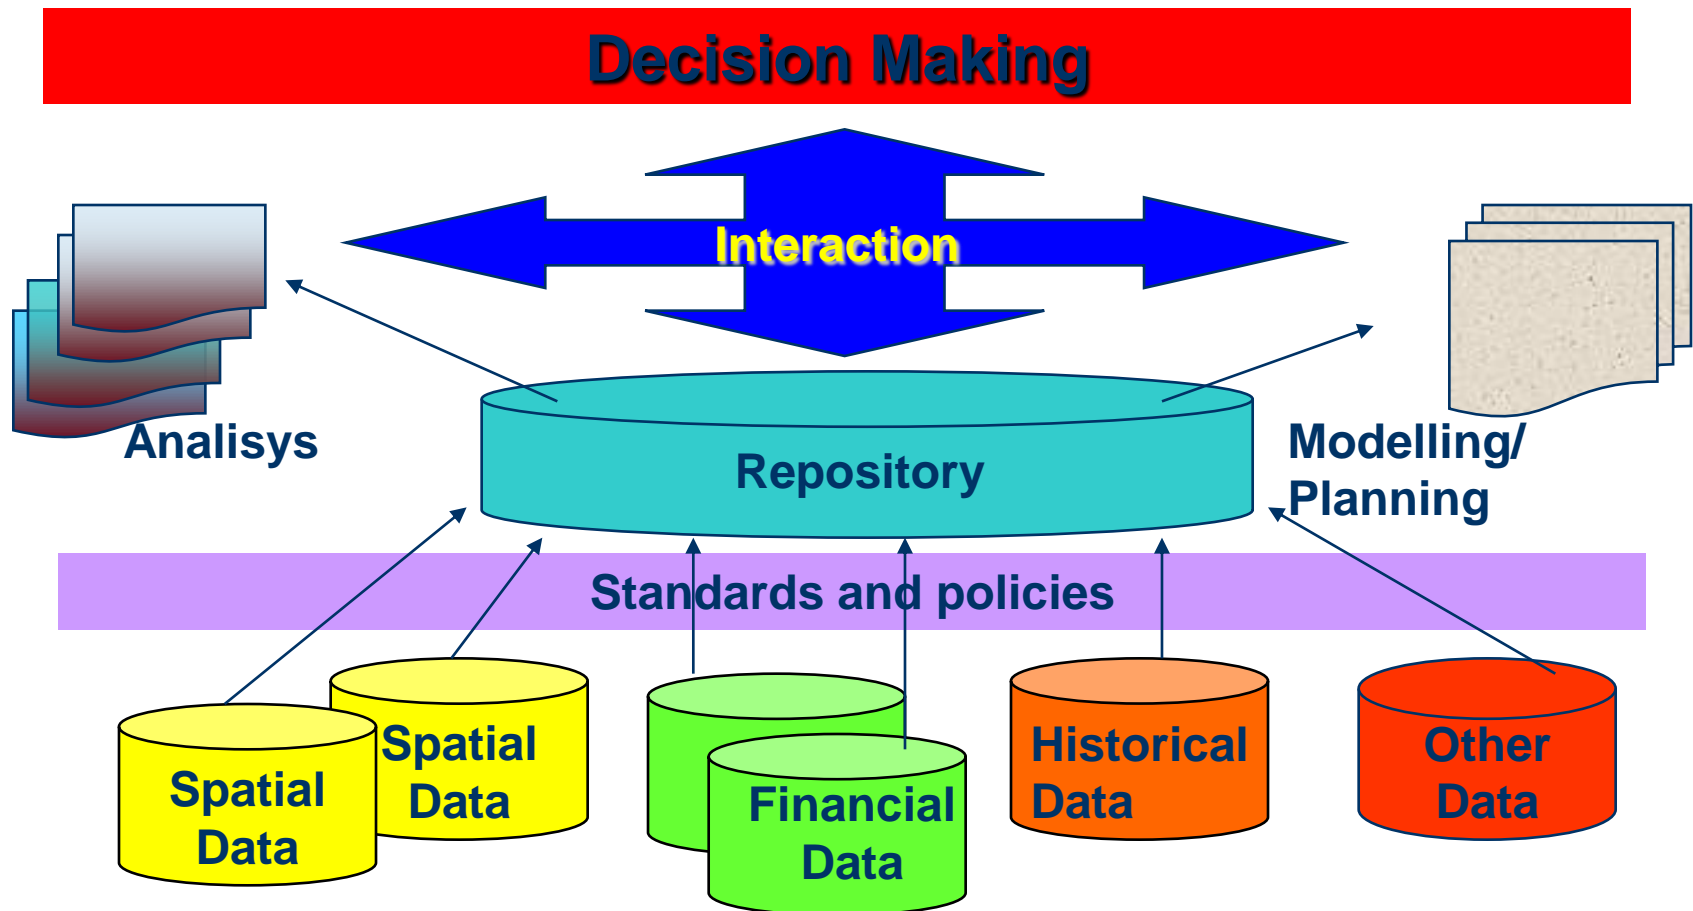 Decision Making
Interaction
Analisys
Repository
Modelling/
Planning
Standards and policies
Spatial
Data
Spatial
Data
Financial
Data
Historical
Data
Other
Data